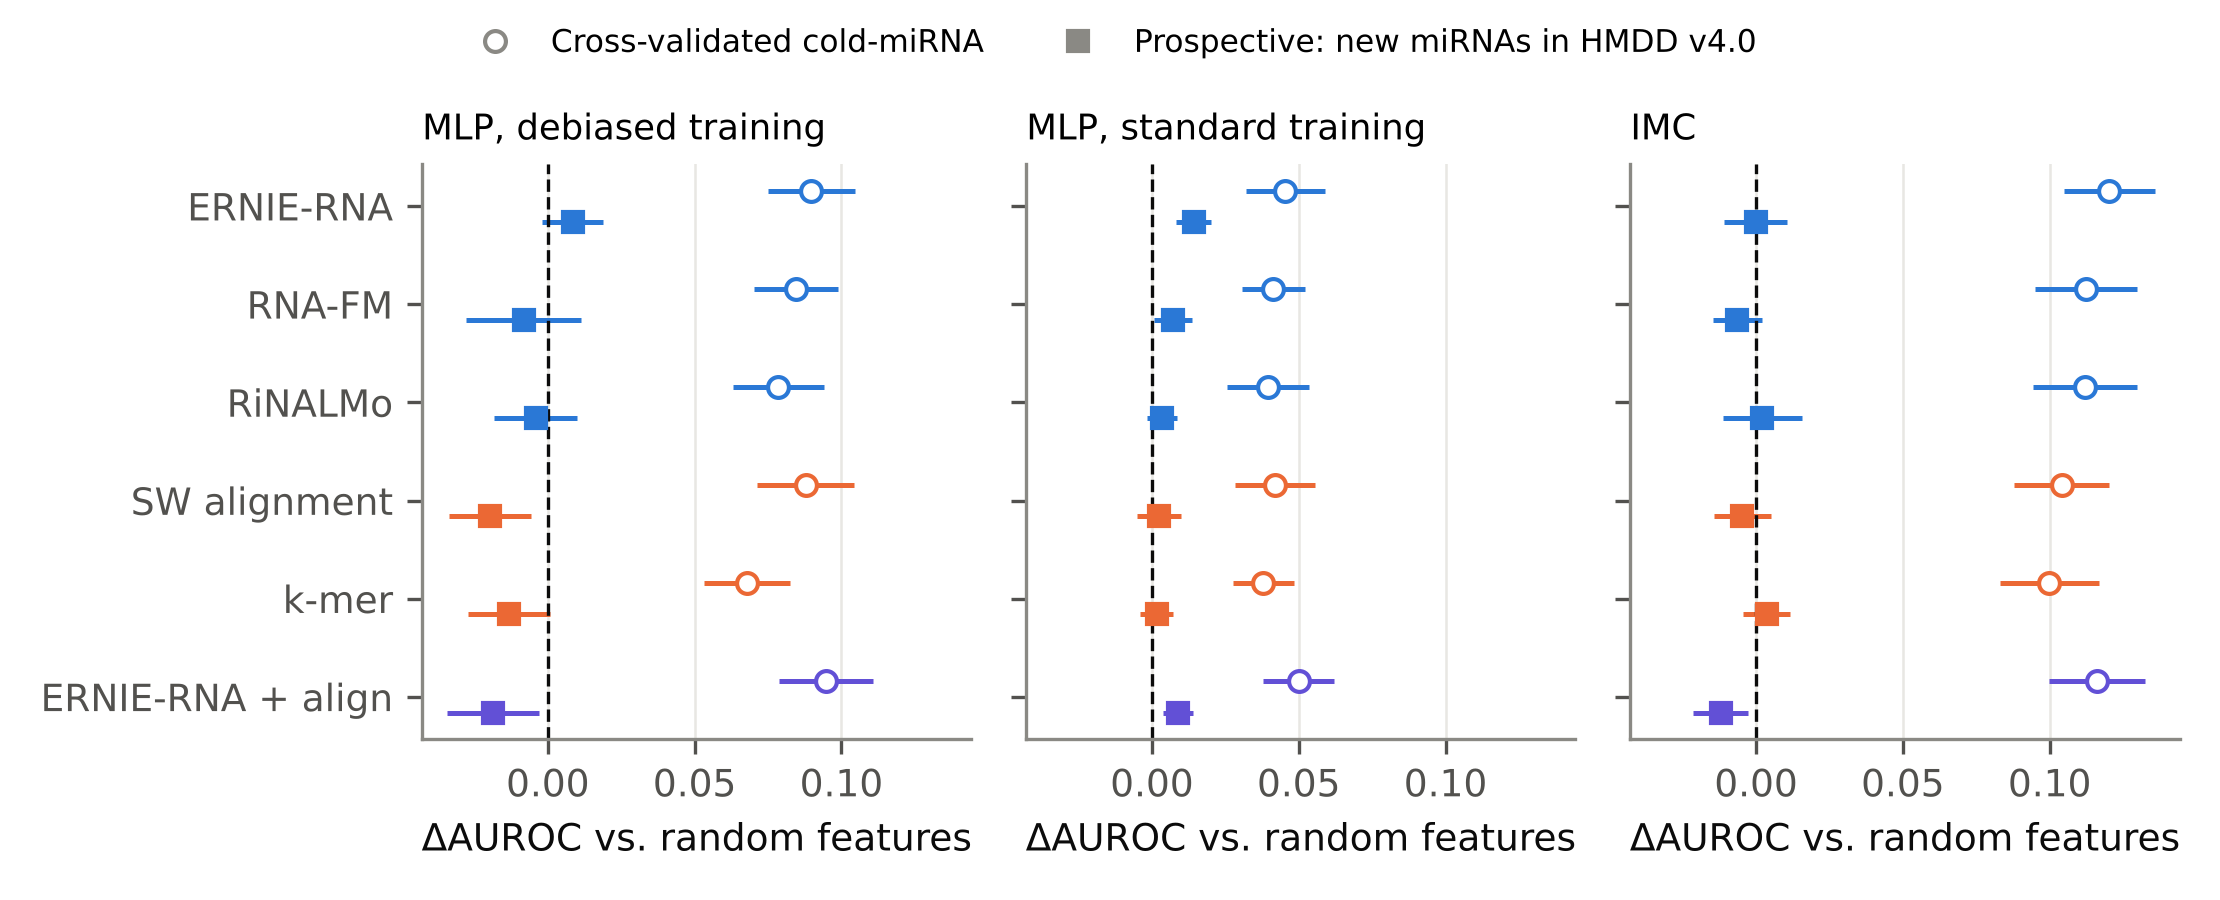 Cross-validated cold-miRNA
Prospective: new miRNAs in HMDD v4.0
MLP, debiased training
MLP, standard training
IMC
ERNIE-RNA
RNA-FM
RiNALMo
SW alignment
k-mer
ERNIE-RNA + align
0.00 0.05 0.10
0.00 0.05 0.10
0.00 0.05 0.10
ΔAUROC vs. random features
ΔAUROC vs. random features
ΔAUROC vs. random features